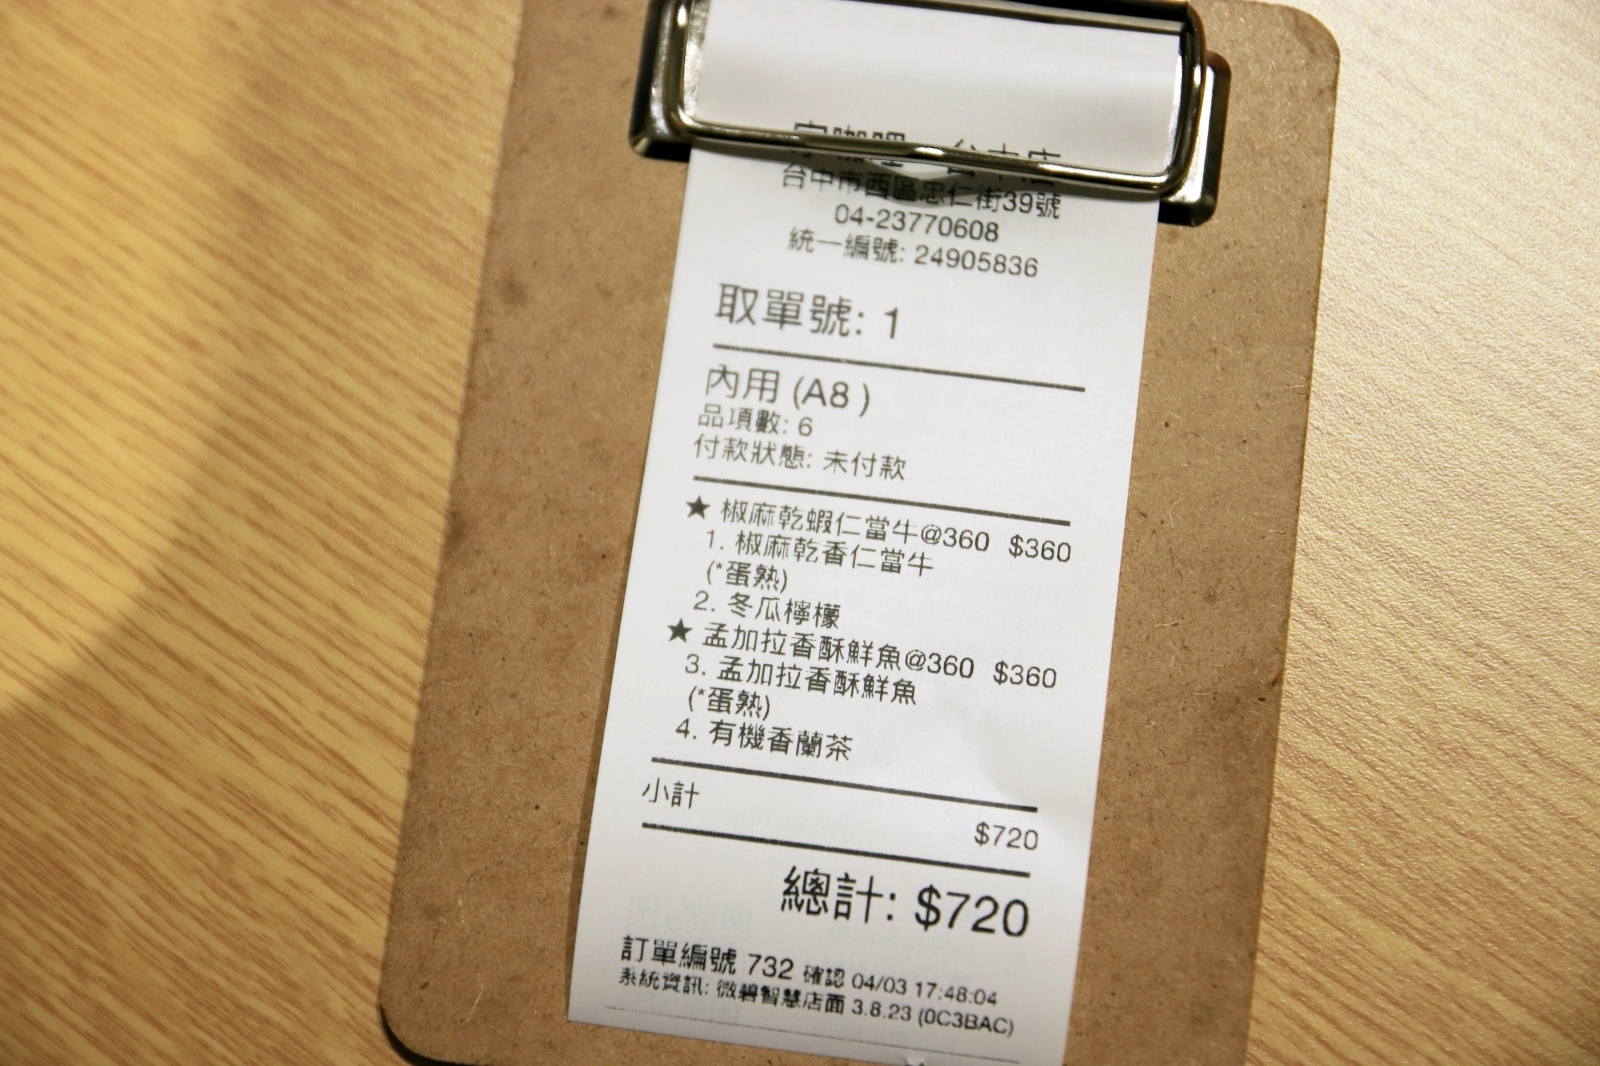 台中市西區忠仁街39號
04-23770608
統一編號: 24905836
取單號: 1
內用 (A8 )
品項數: 6
付款狀態: 未付款
★ 椒麻乾蝦仁當牛@360 $360
1. 椒麻乾香仁當牛
(*蛋熟)
2. 冬瓜檸檬
★ 孟加拉香酥鮮魚@360 $360
3. 孟加拉香酥鮮魚
(*蛋熟)
4. 有機香蘭茶
小計
$720
總計: $720
訂單編號 732 確認 04/03 17:48:04
系統資訊: 微碧智慧店面 3.8.23 (0C3BAC)